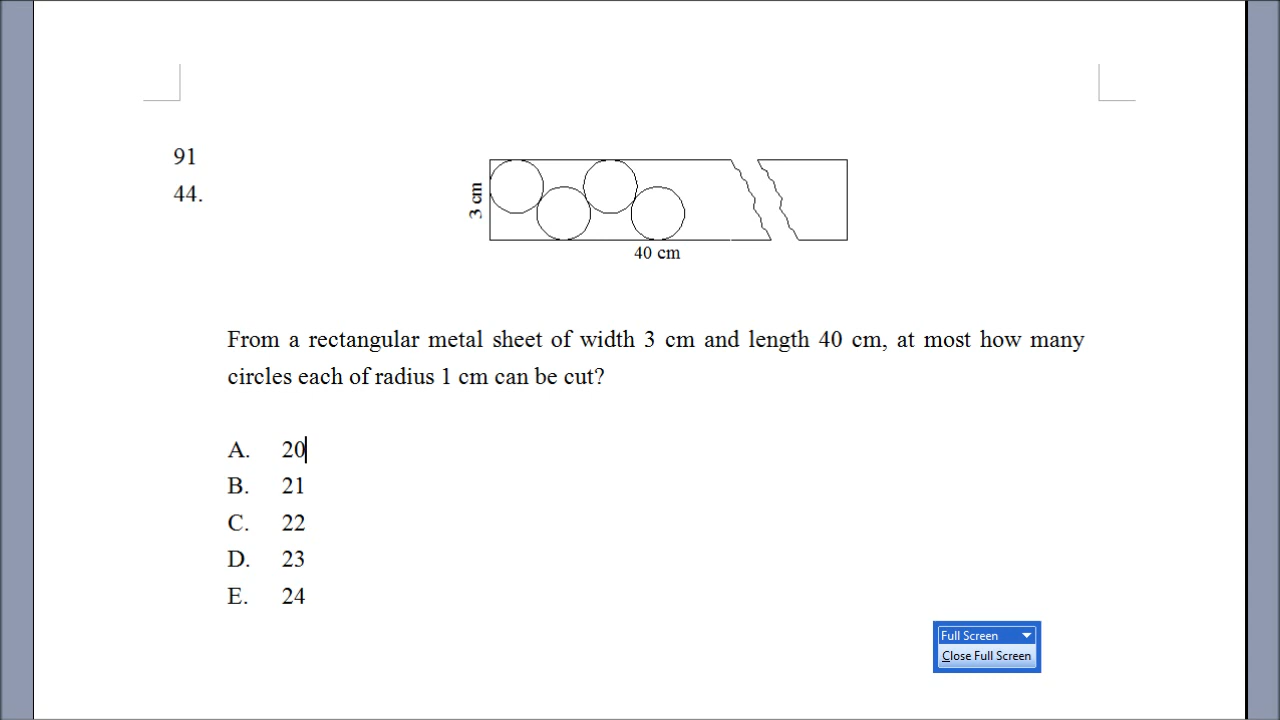 91
44.
3 cm
40 cm
From a rectangular metal sheet of width 3 cm and length 40 cm, at most how many
circles each of radius 1 cm can be cut?
A. 20
B. 21
C. 22
D. 23
E. 24
Full Screen
Close Full Screen